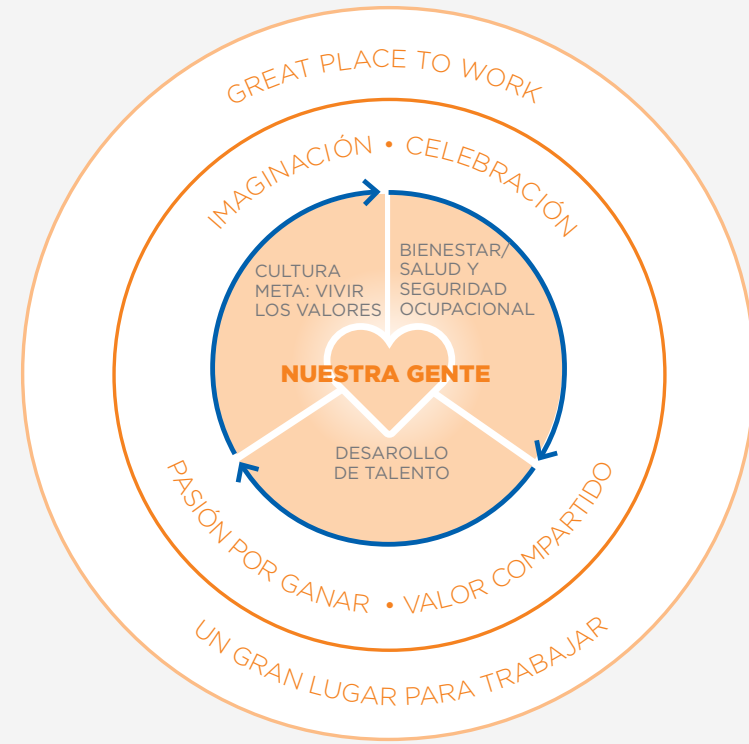 GREAT PLACE TO WORK
IMAGINACIÓN • CELEBRACIÓN
CULTURA
META: VIVIR
LOS VALORES
BIENESTAR/
SALUD Y
SEGURIDAD
OCUPACIONAL
NUESTRA GENTE
DESAROLLO
DE TALENTO
PASIÓN POR GANAR • VALOR COMPARTIDO
UN GRAN LUGAR PARA TRABAJAR